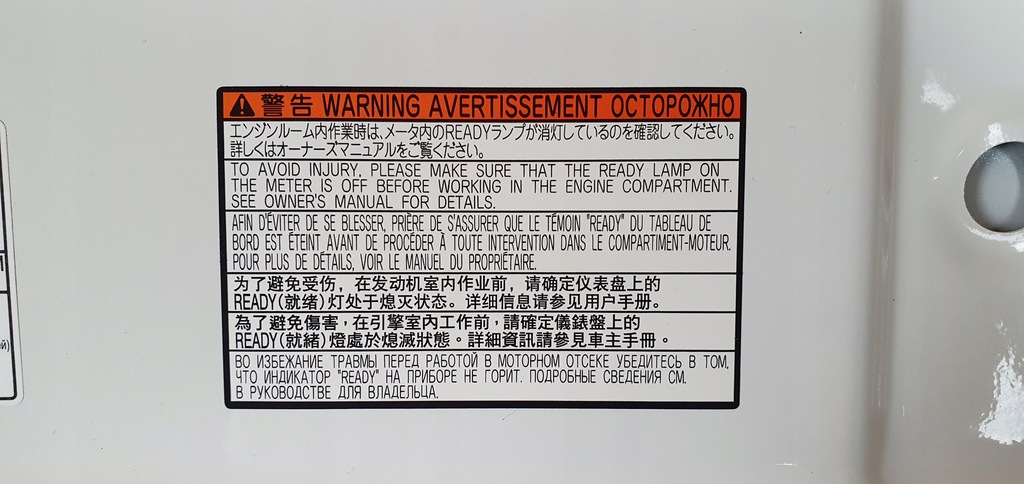 警告 WARNING AVERTISSEMENT ОСТОРОЖНО
エンジンルーム内作業時は、メータ内のREADYランプが消灯しているのを確認してください。
詳しくはオーナーズマニュアルをご覧ください。
TO AVOID INJURY, PLEASE MAKE SURE THAT THE READY LAMP ON
THE METER IS OFF BEFORE WORKING IN THE ENGINE COMPARTMENT.
SEE OWNER'S MANUAL FOR DETAILS.
AFIN D'ÉVITER DE SE BLESSER, PRIÈRE DE S'ASSURER QUE LE TÉMOIN "READY" DU TABLEAU DE
BORD EST ÉTEINT AVANT DE PROCÉDER À TOUTE INTERVENTION DANS LE COMPARTIMENT-MOTEUR.
POUR PLUS DE DÉTAILS, VOIR LE MANUEL DU PROPRIÉTAIRE.
为了避免受伤，在发动机室内作业前，请确定仪表盘上的
READY(就绪)灯处于熄灭状态。详细信息请参见用户手册。
為了避免傷害，在引擎室內工作前，請確定儀錶盤上的
READY(就緒)燈處於熄滅狀態。詳細資訊請參見車主手冊。
ВО ИЗБЕЖАНИЕ ТРАВМЫ ПЕРЕД РАБОТОЙ В МОТОРНОМ ОТСЕКЕ УБЕДИТЕСЬ В ТОМ,
ЧТО ИНДИКАТОР "READY" НА ПРИБОРЕ НЕ ГОРИТ. ПОДРОБНЫЕ СВЕДЕНИЯ СМ.
В РУКОВОДСТВЕ ДЛЯ ВЛАДЕЛЬЦА.